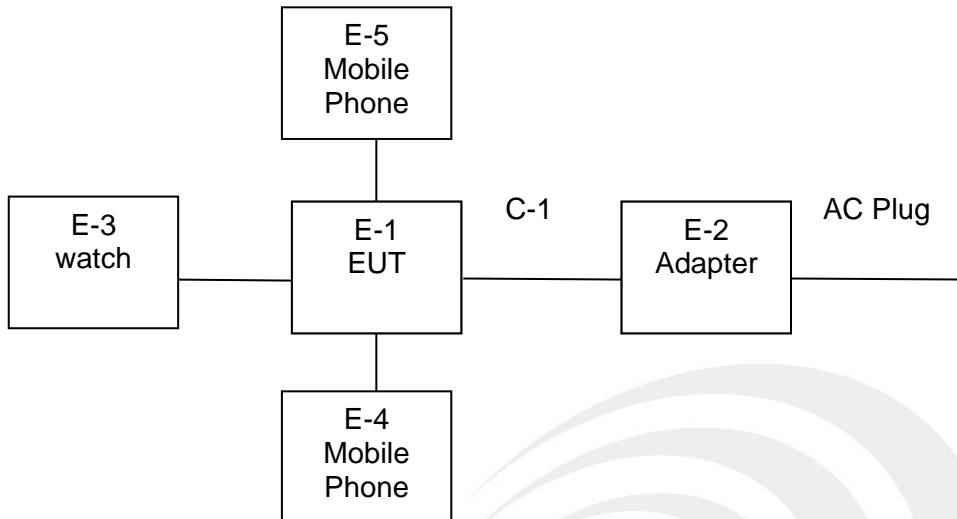 E-5
Mobile
Phone
E-3
watch
E-1
EUT
C-1
E-2
Adapter
AC Plug
E-4
Mobile
Phone